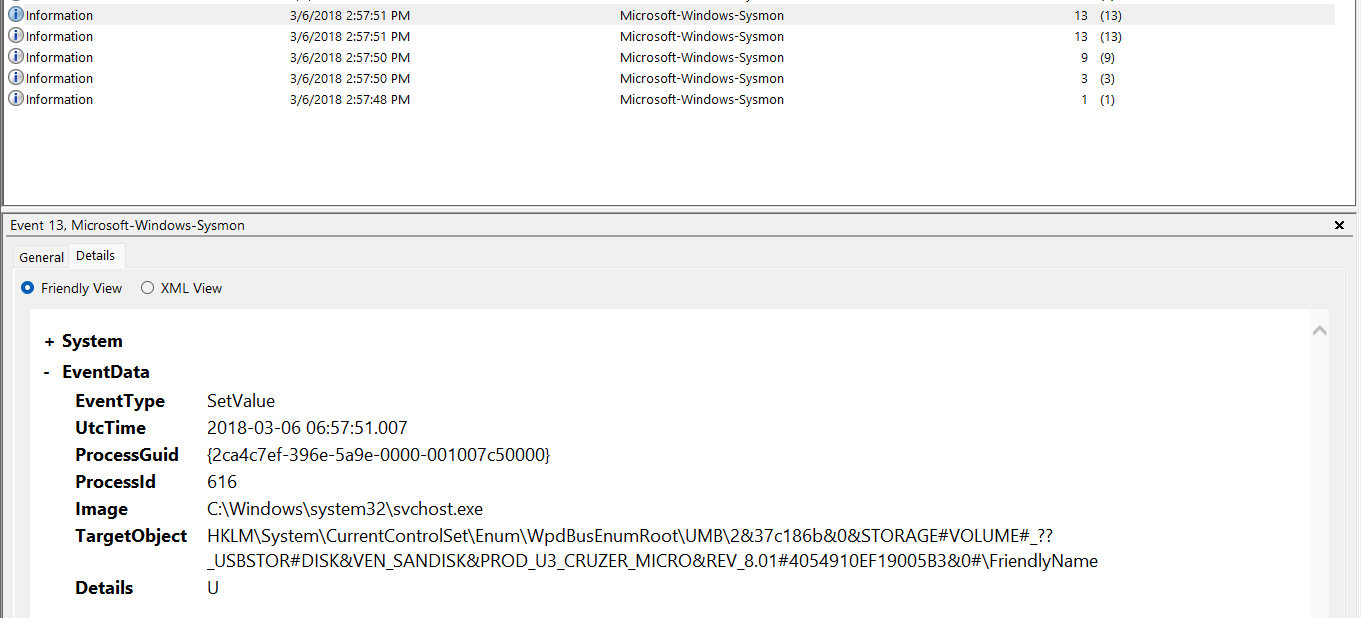 Information 3/6/2018 2:57:51 PM Microsoft-Windows-Sysmon 13 (13)
Information 3/6/2018 2:57:51 PM Microsoft-Windows-Sysmon 13 (13)
Information 3/6/2018 2:57:50 PM Microsoft-Windows-Sysmon 9 (9)
Information 3/6/2018 2:57:50 PM Microsoft-Windows-Sysmon 3 (3)
Information 3/6/2018 2:57:48 PM Microsoft-Windows-Sysmon 1 (1)
Event 13, Microsoft-Windows-Sysmon
General Details
Friendly View XML View
+ System
- EventData
EventType SetValue
UtcTime 2018-03-06 06:57:51.007
ProcessGuid {2ca4c7ef-396e-5a9e-0000-001007c50000}
ProcessId 616
Image C:\Windows\system32\svchost.exe
TargetObject HKLM\System\CurrentControlSet\Enum\WpdBusEnumRoot\UMB\2&37c186b&0&STORAGE#VOLUME#_??
_USBSTOR#DISK&VEN_SANDISK&PROD_U3_CRUZER_MICRO&REV_8.01#4054910EF19005B3&0#\FriendlyName
Details U